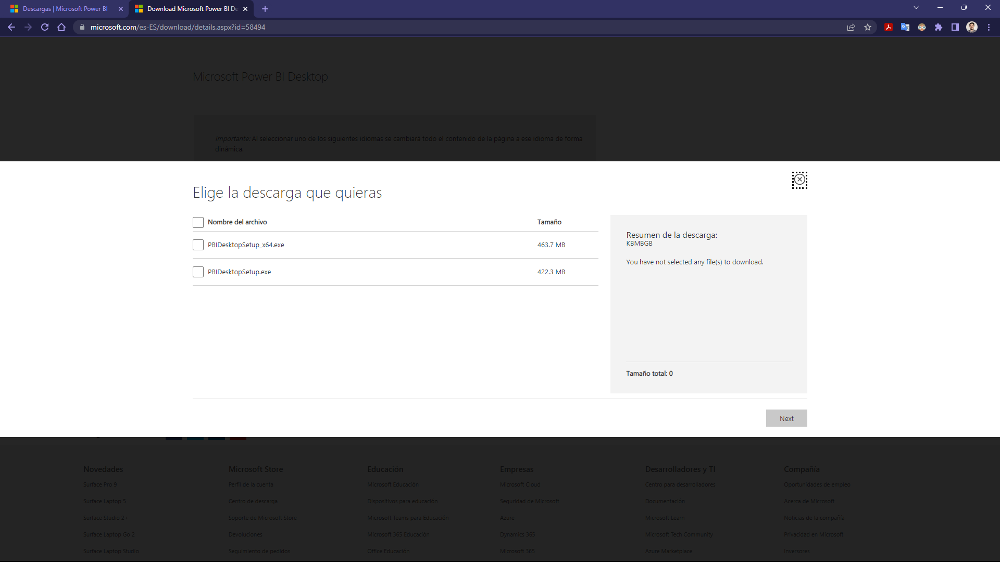 Descargas | Microsoft Power BI
Download Microsoft Power BI De
microsoft.com/es-ES/download/details.aspx?id=58494
Microsoft Power BI Desktop
Importante: Al seleccionar uno de los siguientes idiomas se cambiará todo el contenido de la página a ese idioma de forma
dinámica.
Elige la descarga que quieras
Nombre del archivo Tamaño
PBIDesktopSetup_x64.exe 463.7 MB
PBIDesktopSetup.exe 422.3 MB
Resumen de la descarga:
KBMBGB
You have not selected any file(s) to download.
Tamaño total: 0
Next
Novedades
Surface Pro 9
Surface Laptop 5
Surface Studio 2+
Surface Laptop Go 2
Surface Laptop Studio
Microsoft Store
Perfil de la cuenta
Centro de descarga
Soporte de Microsoft Store
Devoluciones
Seguimiento de pedidos
Educación
Microsoft Educación
Dispositivos para educación
Microsoft Teams para Educación
Microsoft 365 Educación
Office Educación
Empresas
Microsoft Cloud
Seguridad de Microsoft
Azure
Dynamics 365
Microsoft 365
Desarrolladores y TI
Centro para desarrolladores
Documentación
Microsoft Learn
Microsoft Tech Community
Azure Marketplace
Compañía
Oportunidades de empleo
Acerca de Microsoft
Noticias de la compañía
Privacidad en Microsoft
Inversores